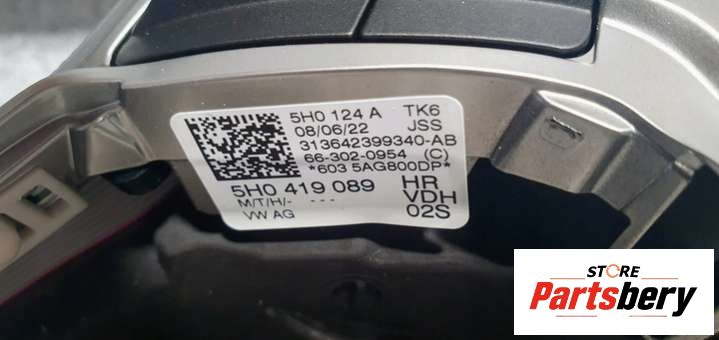 5H0 124 A TK6
08/06/22 JSS
313642399340-AB
66-302-0954 (C)
*603 5AG800DP*
5H0 419 089 HR
M/T/H/- --- VDH
VW AG 02S
STORE
Partsbery